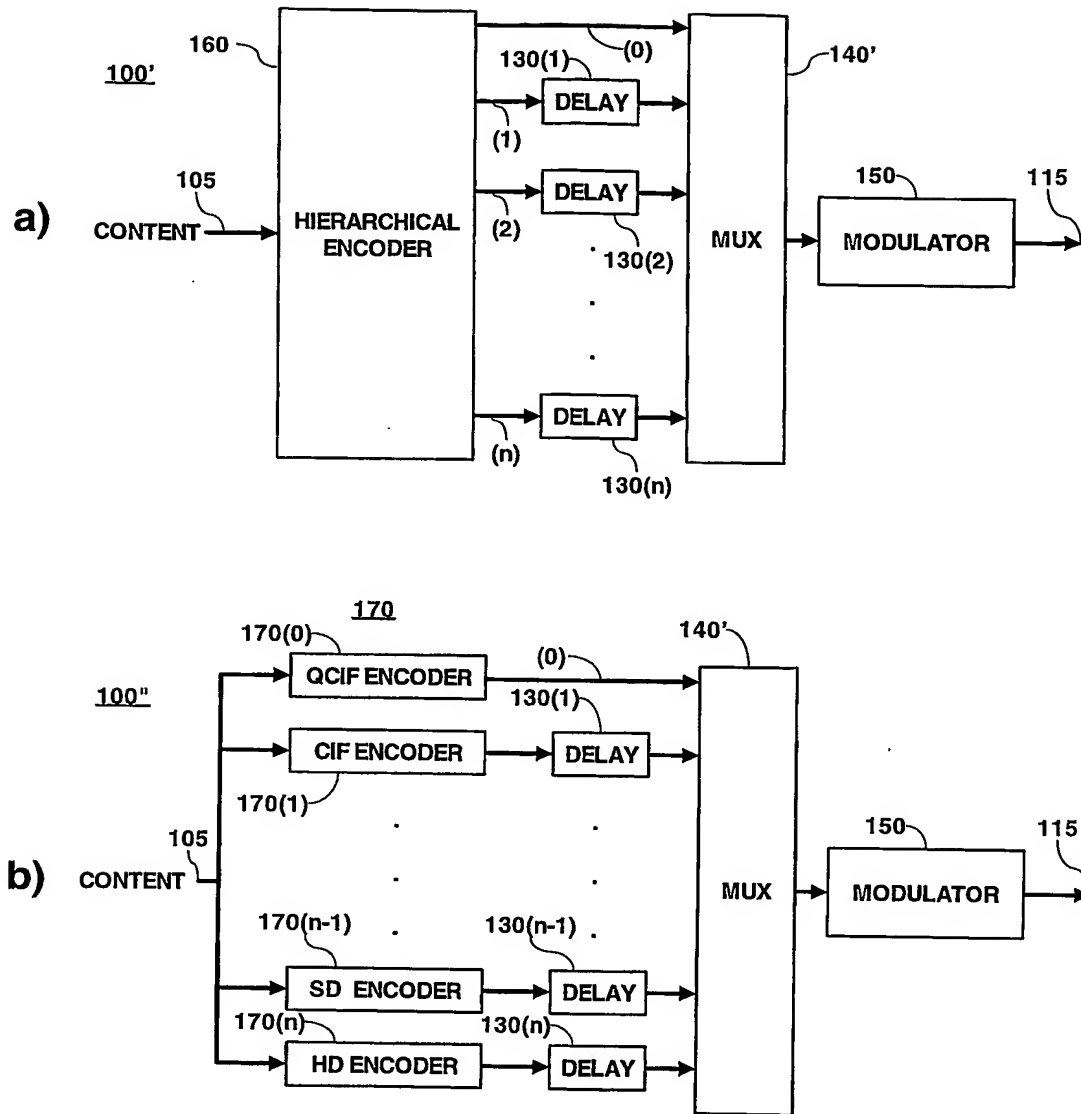 160
100'
(0)
130(1)
DELAY
(1)
140'
105
a)
CONTENT
HIERARCHICAL
ENCODER
(2)
DELAY
130(2)
MUX
150
MODULATOR
115
(n)
DELAY
130(n)
170
170(0)
QCIF ENCODER
(0)
140'
100"
130(1)
CIF ENCODER
DELAY
170(1)
105
b)
CONTENT
MUX
150
MODULATOR
115
170(n-1)
130(n-1)
SD ENCODER
DELAY
170(n)
130(n)
HD ENCODER
DELAY